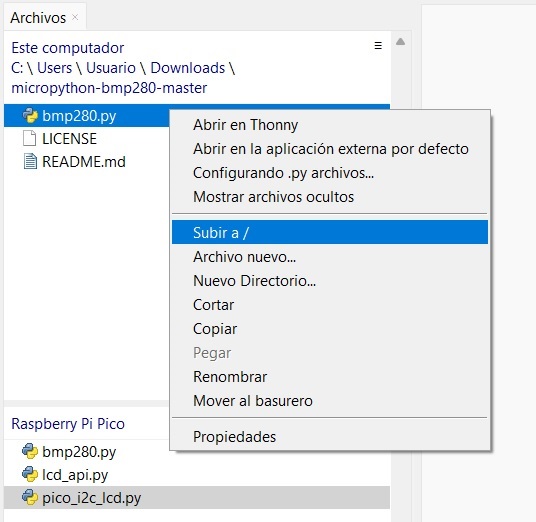 Archivos ×
Este computador
C: \ Users \ Usuario \ Downloads \
micropython-bmp280-master
bmp280.py
LICENSE
README.md
Abrir en Thonny
Abrir en la aplicación externa por defecto
Configurando .py archivos...
Mostrar archivos ocultos
Subir a /
Archivo nuevo...
Nuevo Directorio...
Cortar
Copiar
Pegar
Renombrar
Mover al basurero
Propiedades
Raspberry Pi Pico
bmp280.py
lcd_api.py
pico_i2c_lcd.py